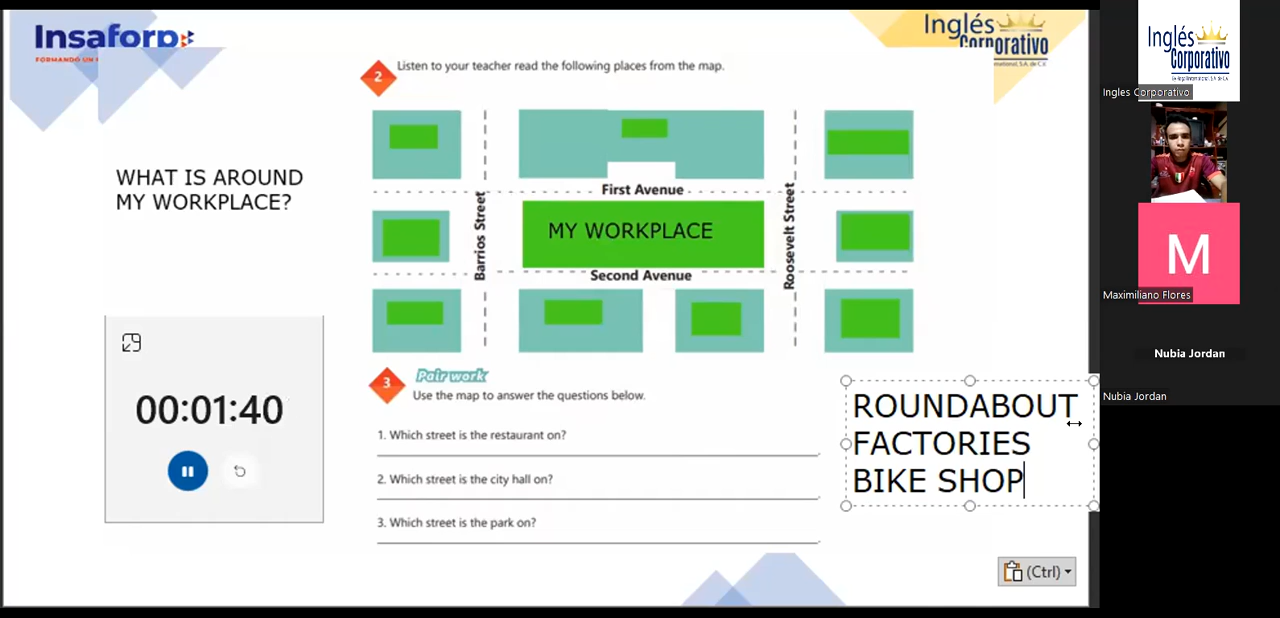 Insaforp
Inglés
Corporativo
2
Listen to your teacher read the following places from the map.
WHAT IS AROUND
MY WORKPLACE?
First Avenue
MY WORKPLACE
Barrios Street
Roosevelt Street
Second Avenue
3
Pair work
Use the map to answer the questions below.
1. Which street is the restaurant on?
2. Which street is the city hall on?
3. Which street is the park on?
00:01:40
ROUNDABOUT
FACTORIES
BIKE SHOP
(Ctrl)
Inglés
Corporativo
Ingles Corporativo
M
Maximiliano Flores
Nubia Jordan
Nubia Jordan